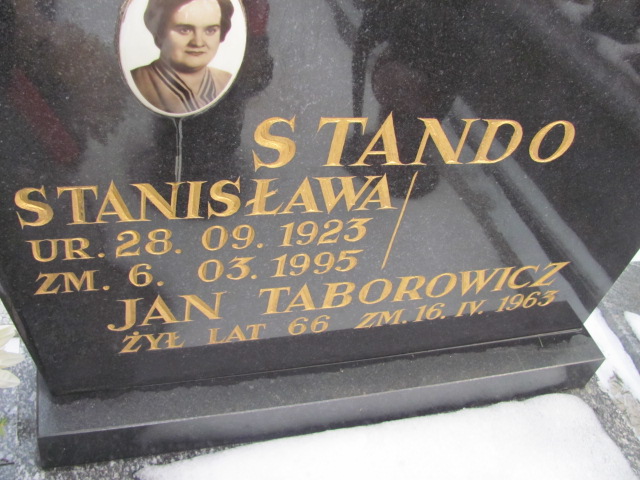 STANDO
STANISŁAWA/
UR. 28. 09. 1923
ZM. 6. 03. 1995
JAN TABOROWICZ
ŻYŁ LAT 66 ZM. 16. IV. 1963